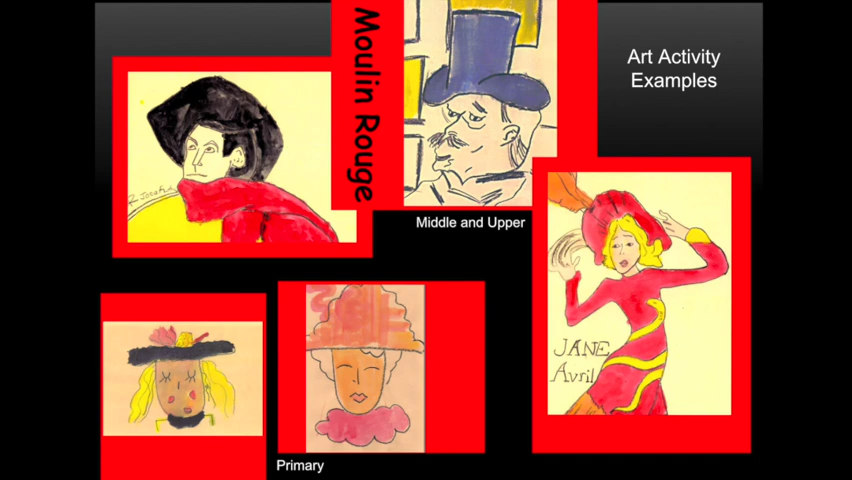 Moulin Rouge
Art Activity
Examples
Middle and Upper
JANE
Avril
Primary